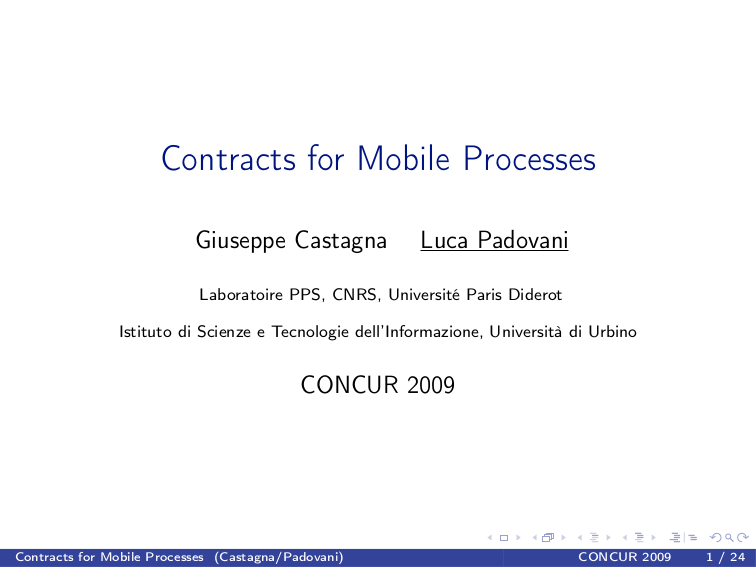 Contracts for Mobile Processes
Giuseppe Castagna Luca Padovani
Laboratoire PPS, CNRS, Université Paris Diderot
Istituto di Scienze e Tecnologie dell'Informazione, Università di Urbino
CONCUR 2009
Contracts for Mobile Processes (Castagna/Padovani) CONCUR 2009 1 / 24